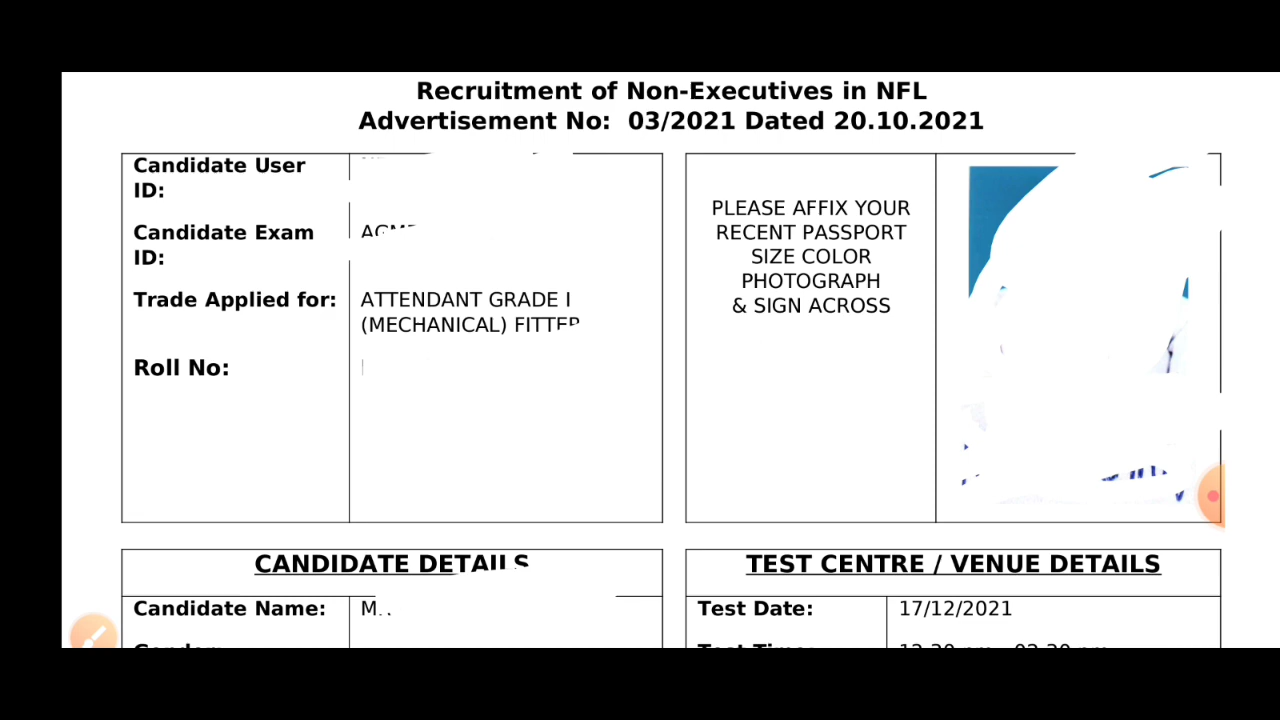 Recruitment of Non-Executives in NFL
Advertisement No: 03/2021 Dated 20.10.2021
Candidate User
ID:
Candidate Exam
ID:
Trade Applied for: ATTENDANT GRADE I
(MECHANICAL) FITTER
Roll No:
PLEASE AFFIX YOUR
RECENT PASSPORT
SIZE COLOR
PHOTOGRAPH
& SIGN ACROSS
CANDIDATE DETAILS
Candidate Name:
TEST CENTRE / VENUE DETAILS
Test Date: 17/12/2021